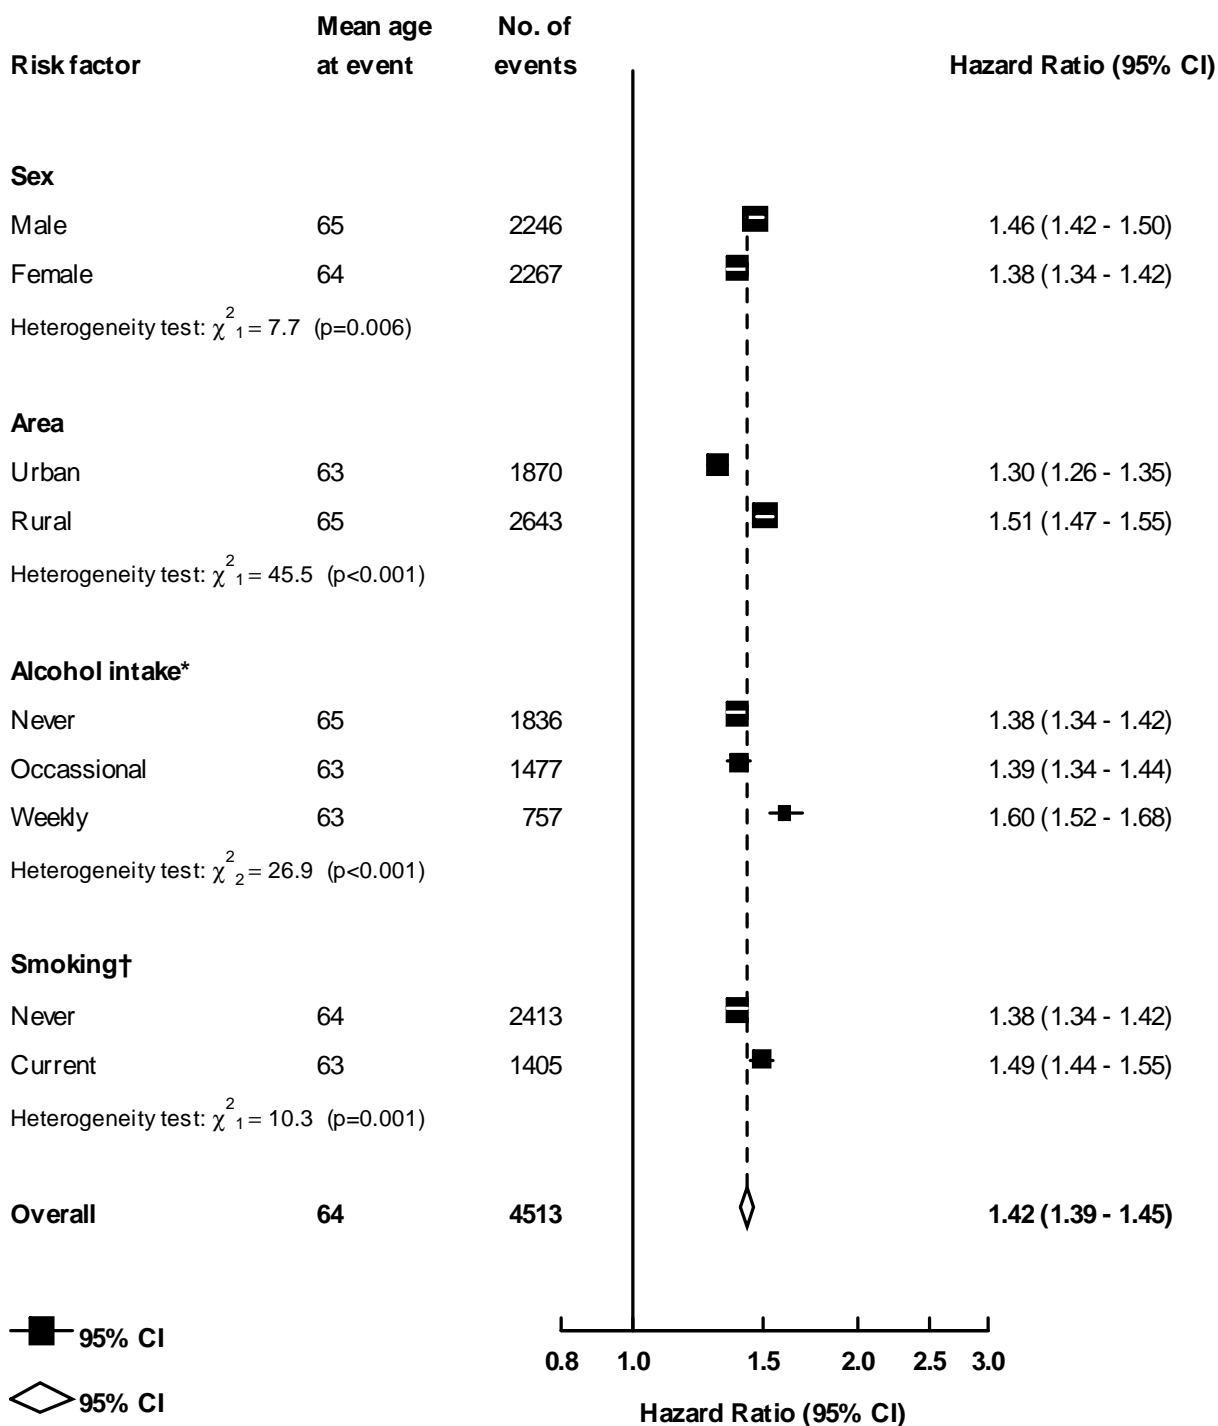 Mean age No. of
Risk factor at event events Hazard Ratio (95% CI)
Sex
Male 65 2246 1.46 (1.42 - 1.50)
Female 64 2267 1.38 (1.34 - 1.42)
Heterogeneity test: χ²₁ = 7.7 (p=0.006)
Area
Urban 63 1870 1.30 (1.26 - 1.35)
Rural 65 2643 1.51 (1.47 - 1.55)
Heterogeneity test: χ²₁ = 45.5 (p<0.001)
Alcohol intake*
Never 65 1836 1.38 (1.34 - 1.42)
Occassional 63 1477 1.39 (1.34 - 1.44)
Weekly 63 757 1.60 (1.52 - 1.68)
Heterogeneity test: χ²₂ = 26.9 (p<0.001)
Smoking†
Never 64 2413 1.38 (1.34 - 1.42)
Current 63 1405 1.49 (1.44 - 1.55)
Heterogeneity test: χ²₁ = 10.3 (p=0.001)
Overall 64 4513 1.42 (1.39 - 1.45)
95% CI
0.8 1.0 1.5 2.0 2.5 3.0
95% CI
Hazard Ratio (95% CI)